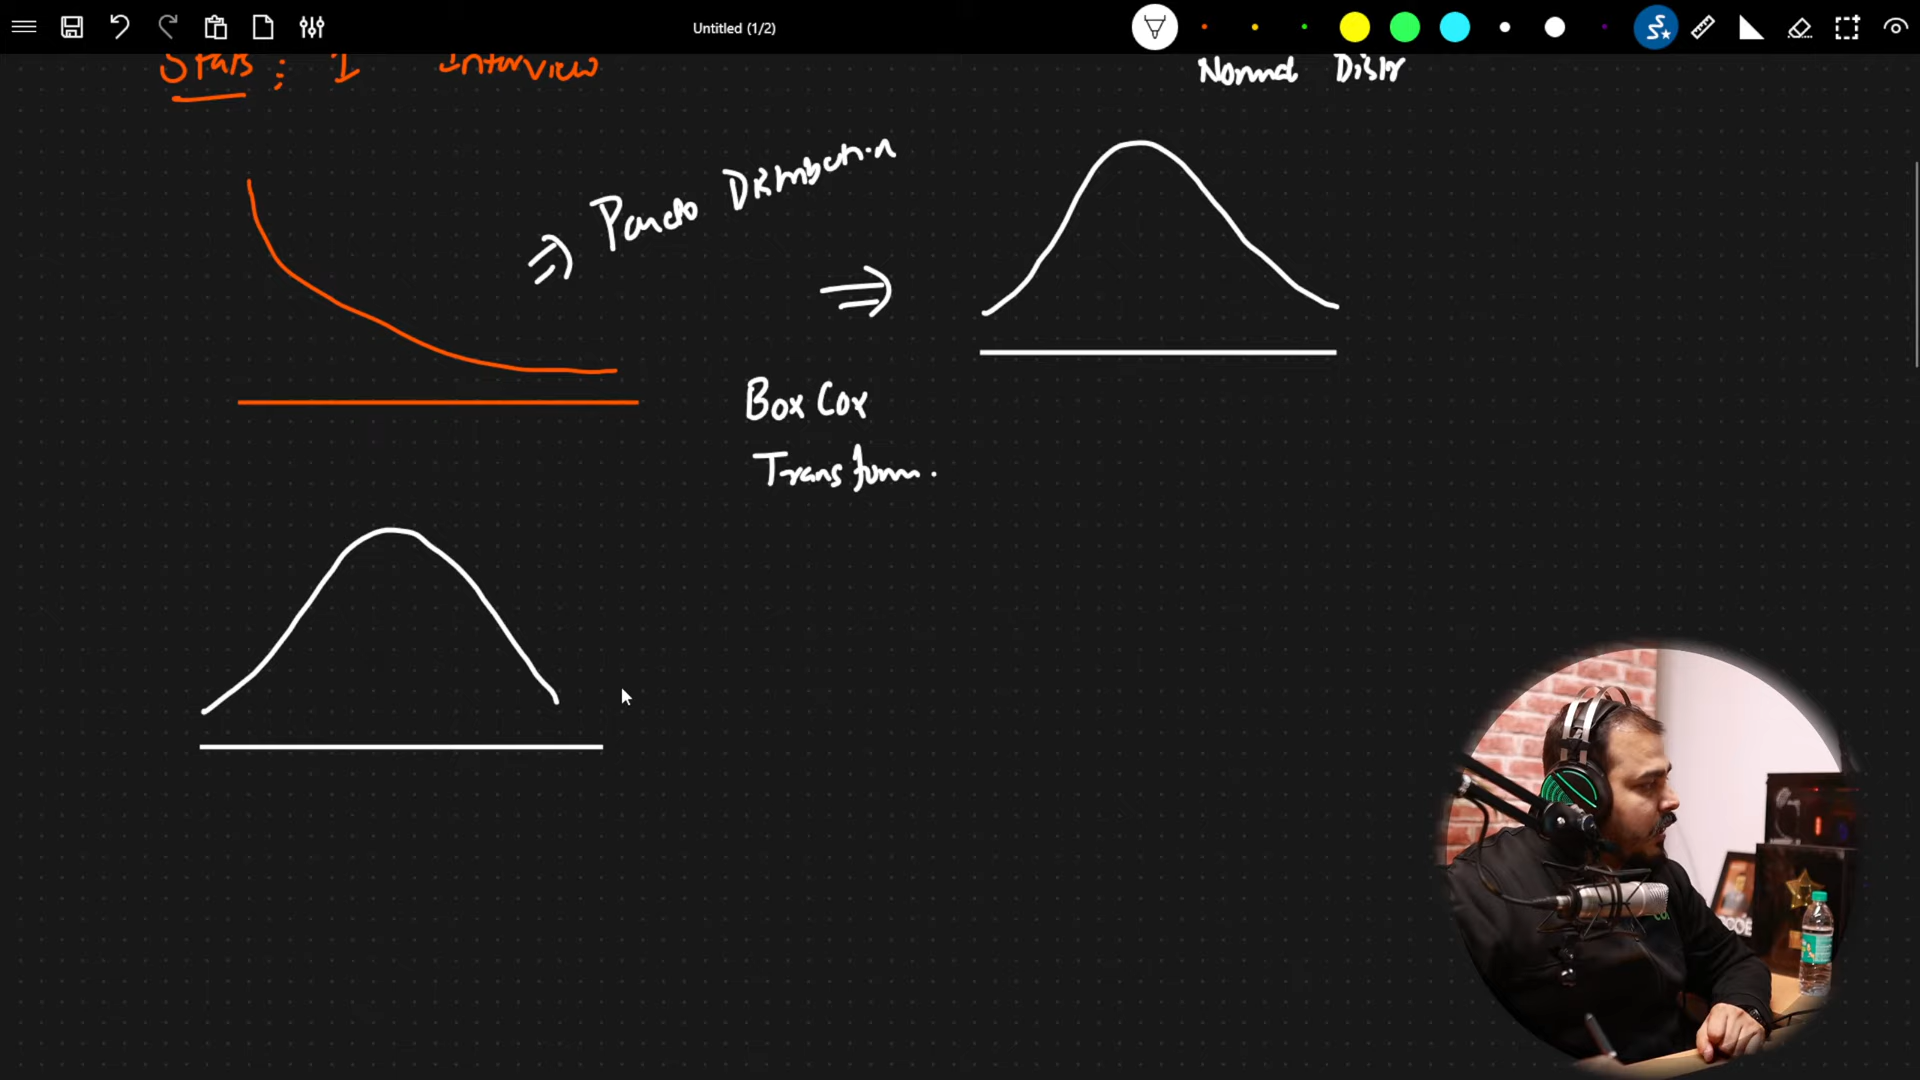 Untitled (1/2)
Stats : 1 Interview
Normal Distr
⇒ Pareto Distribution
⇒
Box Cox
Transform.